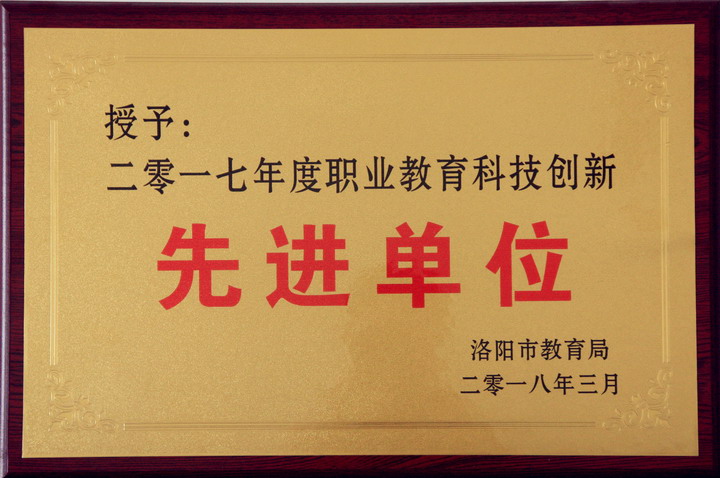 授予：
二零一七年度职业教育科技创新
先进单位
洛阳市教育局
二零一八年三月